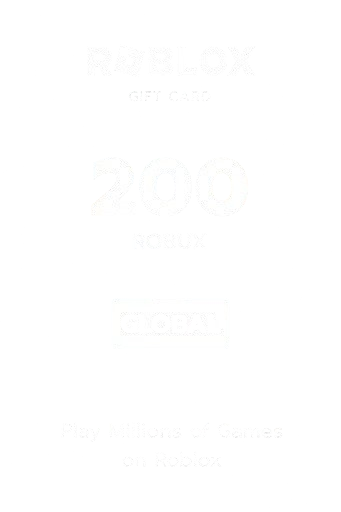 ROBLOX
GIFT CARD
200
ROBUX
GLOBAL
Play Millions of Games
on Roblox